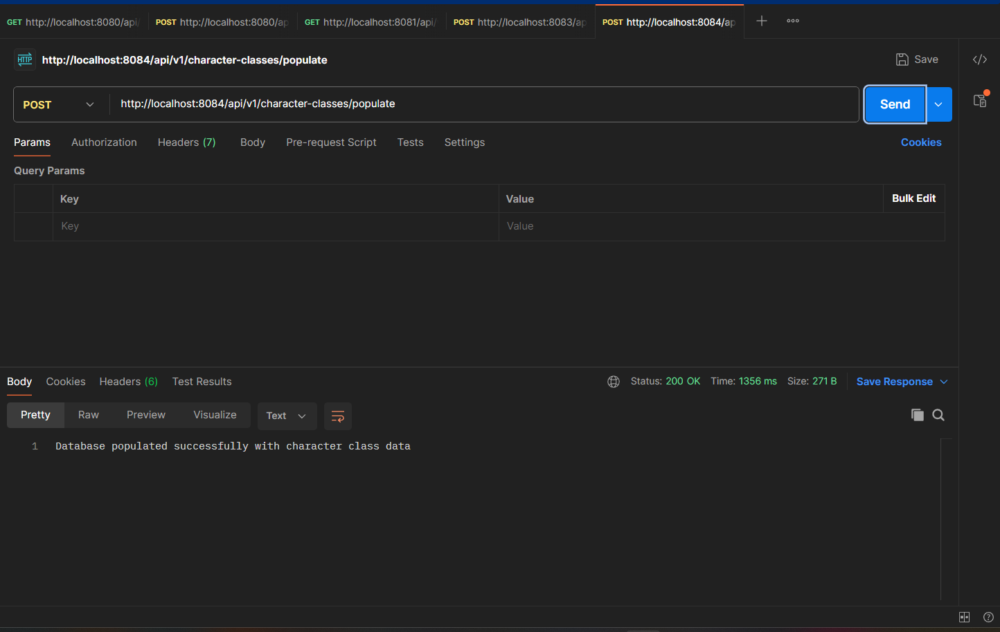 GET http://localhost:8080/api/ POST http://localhost:8080/ap GET http://localhost:8081/api/ POST http://localhost:8083/ap POST http://localhost:8084/ap
HTTP http://localhost:8084/api/v1/character-classes/populate Save
POST http://localhost:8084/api/v1/character-classes/populate Send
Params Authorization Headers (7) Body Pre-request Script Tests Settings Cookies
Query Params
Key Value Bulk Edit
Key Value
Body Cookies Headers (6) Test Results Status: 200 OK Time: 1356 ms Size: 271 B Save Response
Pretty Raw Preview Visualize Text
1 Database populated successfully with character class data